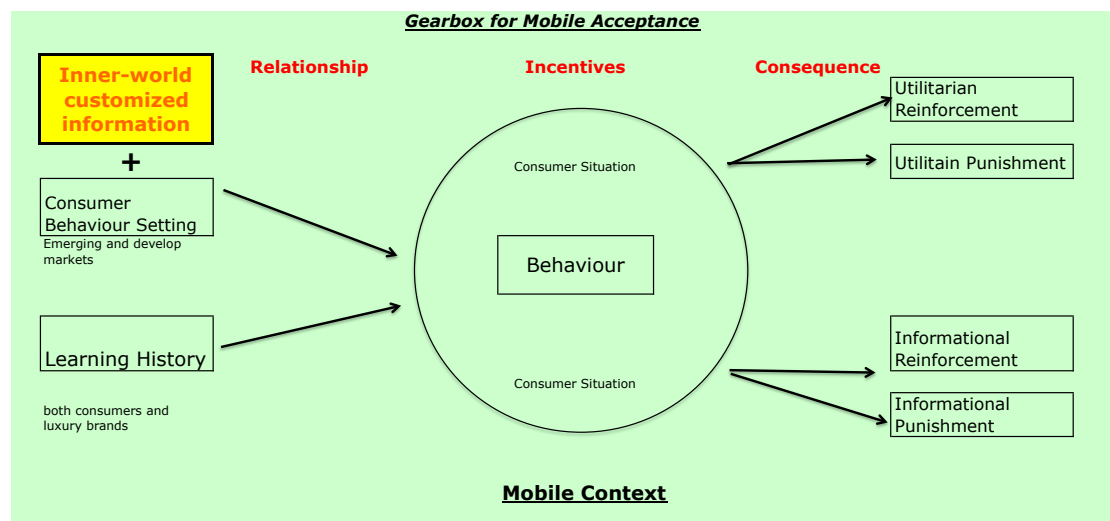 Gearbox for Mobile Acceptance
Inner-world
customized
information
Relationship
Incentives
Consequence
+
Consumer
Behaviour Setting
Emerging and develop
markets
Learning History
both consumers and
luxury brands
Consumer Situation
Behaviour
Consumer Situation
Utilitarian
Reinforcement
Utilitain Punishment
Informational
Reinforcement
Informational
Punishment
Mobile Context